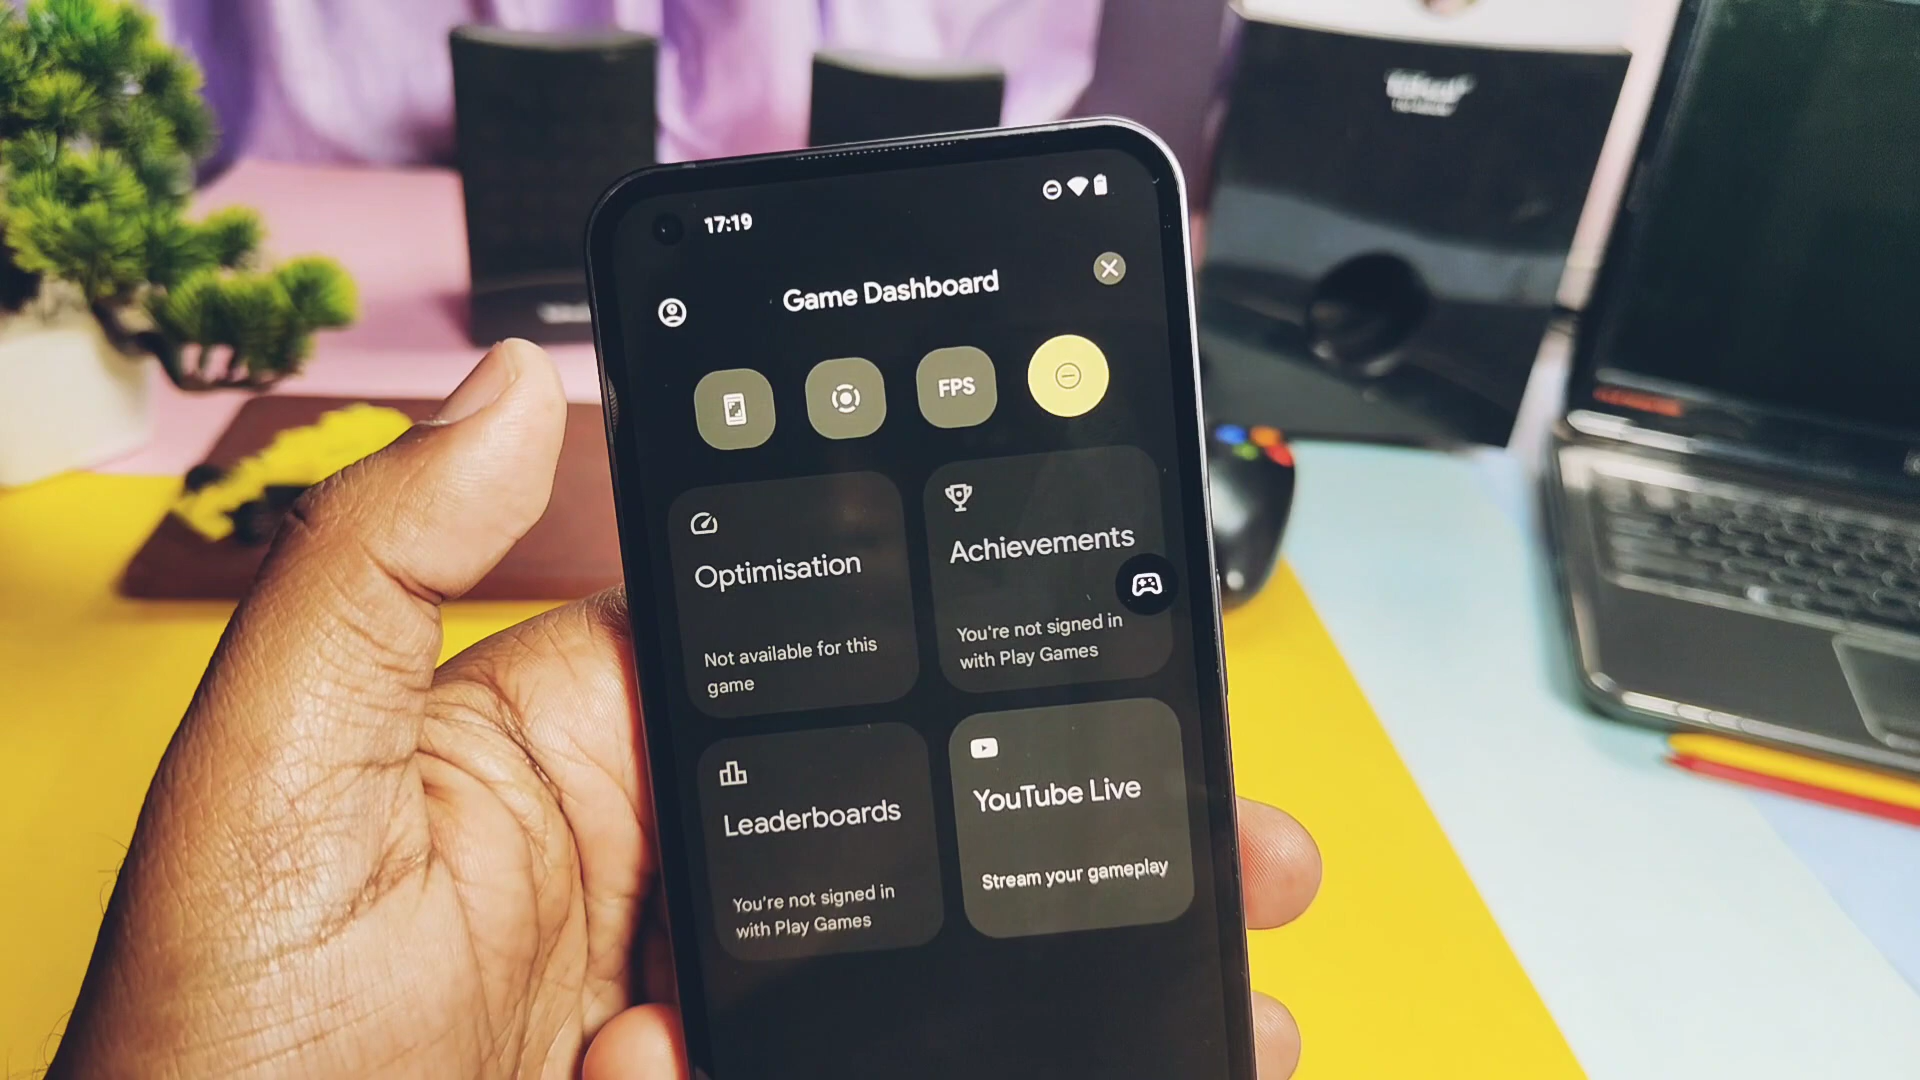 17:19
Game Dashboard
FPS
Optimisation
Not available for this
game
Achievements
You're not signed in
with Play Games
Leaderboards
You're not signed in
with Play Games
YouTube Live
Stream your gameplay